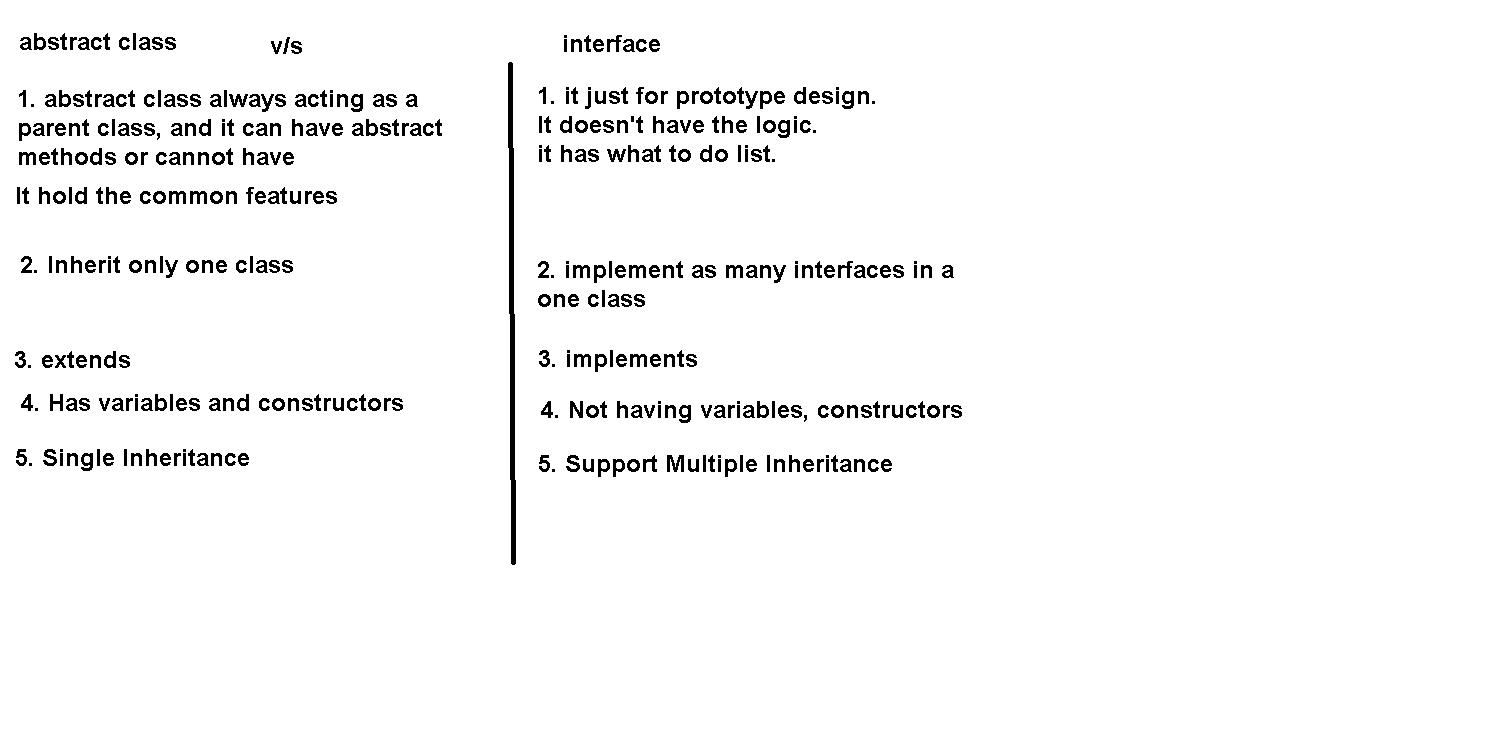 abstract class v/s interface
1. abstract class always acting as a
parent class, and it can have abstract
methods or cannot have
It hold the common features
2. Inherit only one class
3. extends
4. Has variables and constructors
5. Single Inheritance
1. it just for prototype design.
It doesn't have the logic.
it has what to do list.
2. implement as many interfaces in a
one class
3. implements
4. Not having variables, constructors
5. Support Multiple Inheritance